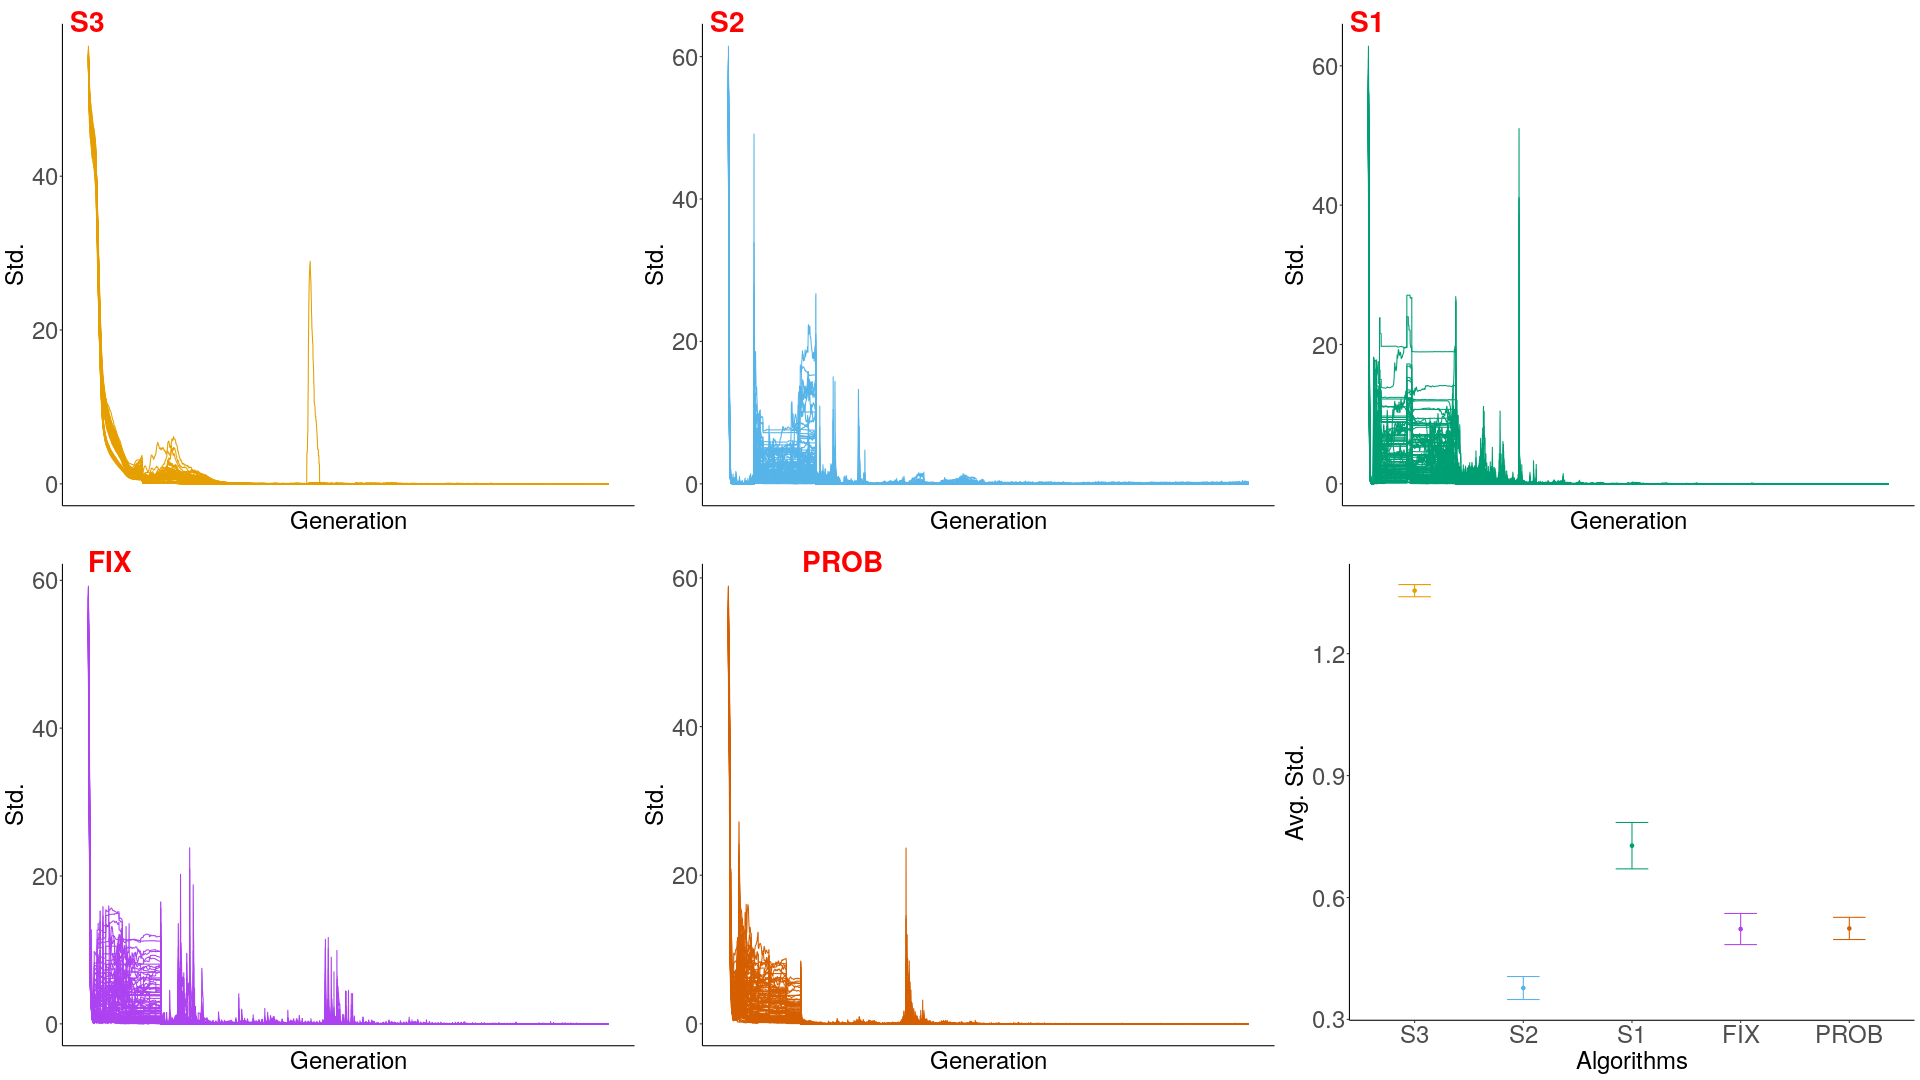 S3
Std.
40
20
0
Generation
S2
Std.
60
40
20
0
Generation
S1
Std.
60
40
20
0
Generation
FIX
Std.
60
40
20
0
Generation
PROB
Std.
60
40
20
0
Generation
Avg. Std.
1.2
0.9
0.6
0.3
S3 S2 S1 FIX PROB
Algorithms